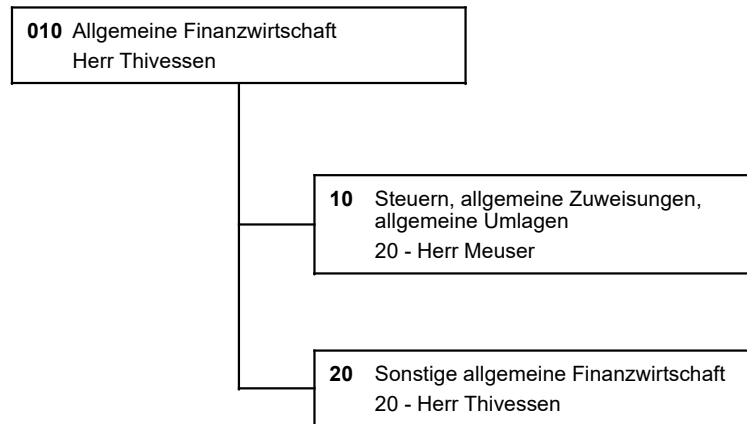 010 Allgemeine Finanzwirtschaft
Herr Thivessen
10 Steuern, allgemeine Zuweisungen,
allgemeine Umlagen
20 - Herr Meuser
20 Sonstige allgemeine Finanzwirtschaft
20 - Herr Thivessen